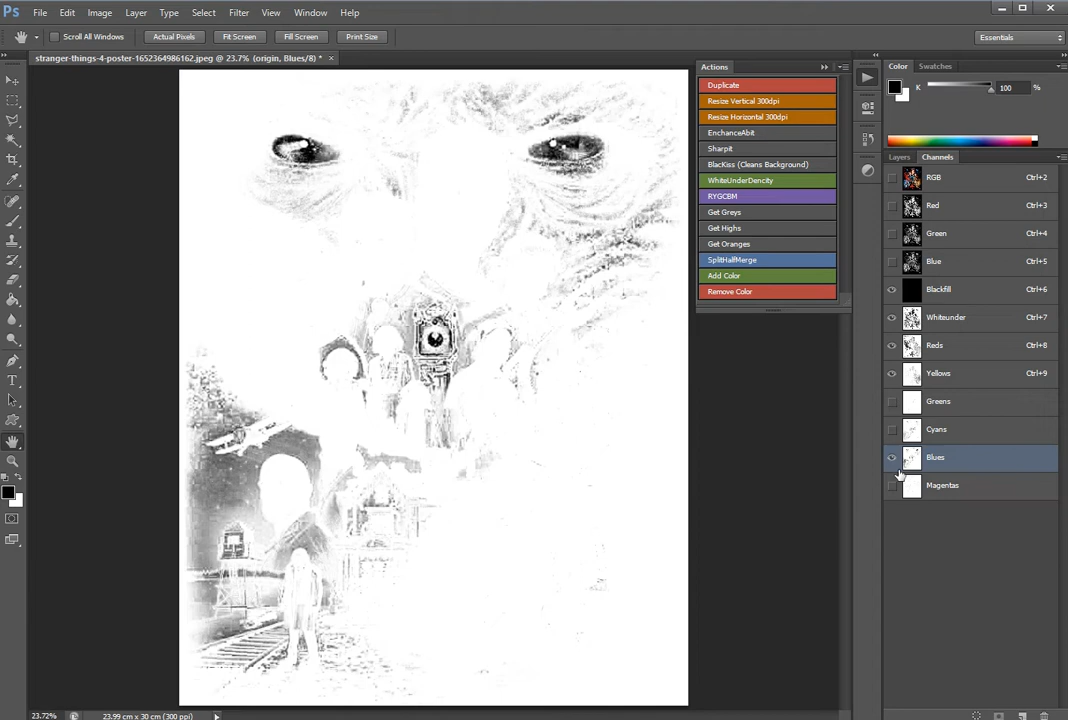 Ps File Edit Image Layer Type Select Filter Extract View Window Help
Scroll All Windows Actual Pixels Fit Screen Fill Screen Print Size Essentials
stranger-things-4-poster-1652364986162.jpeg @ 23.7% (origin, Blues/8) * ×
Actions
Duplicate
Resize Vertical 300dpi
Resize Horizontal 300dpi
EnchanceAbit
Sharpit
BlacKiss (Cleans Background)
WhiteUnderDencity
RYGCBM
Get Greys
Get Highs
Get Oranges
SplitHalfMerge
Add Color
Remove Color
Color Swatches
K 100 %
Layers Channels
RGB Ctrl+2
Red Ctrl+3
Green Ctrl+4
Blue Ctrl+5
Blackfill Ctrl+6
Whiteunder Ctrl+7
Reds Ctrl+8
Yellows Ctrl+9
Greens
Cyans
Blues
Magentas
23.72% 23.99 cm x 30 cm (300 ppi)